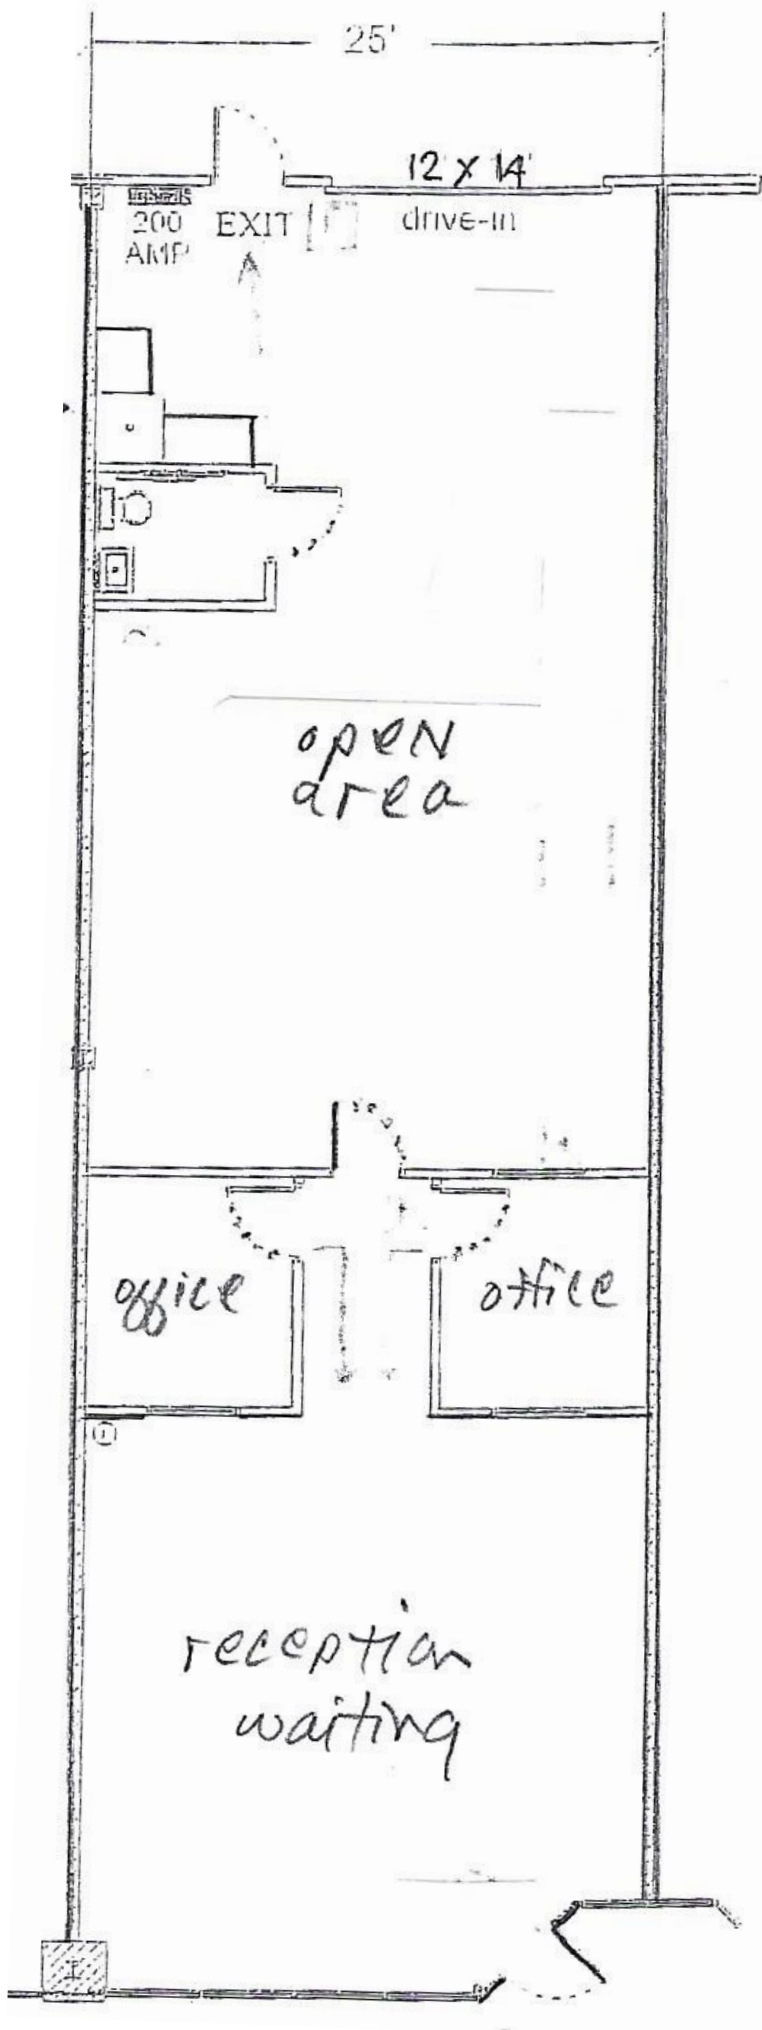 25'
12 X 14'
200
AMP
EXIT
drive-in
open
area
office
office
reception
waiting